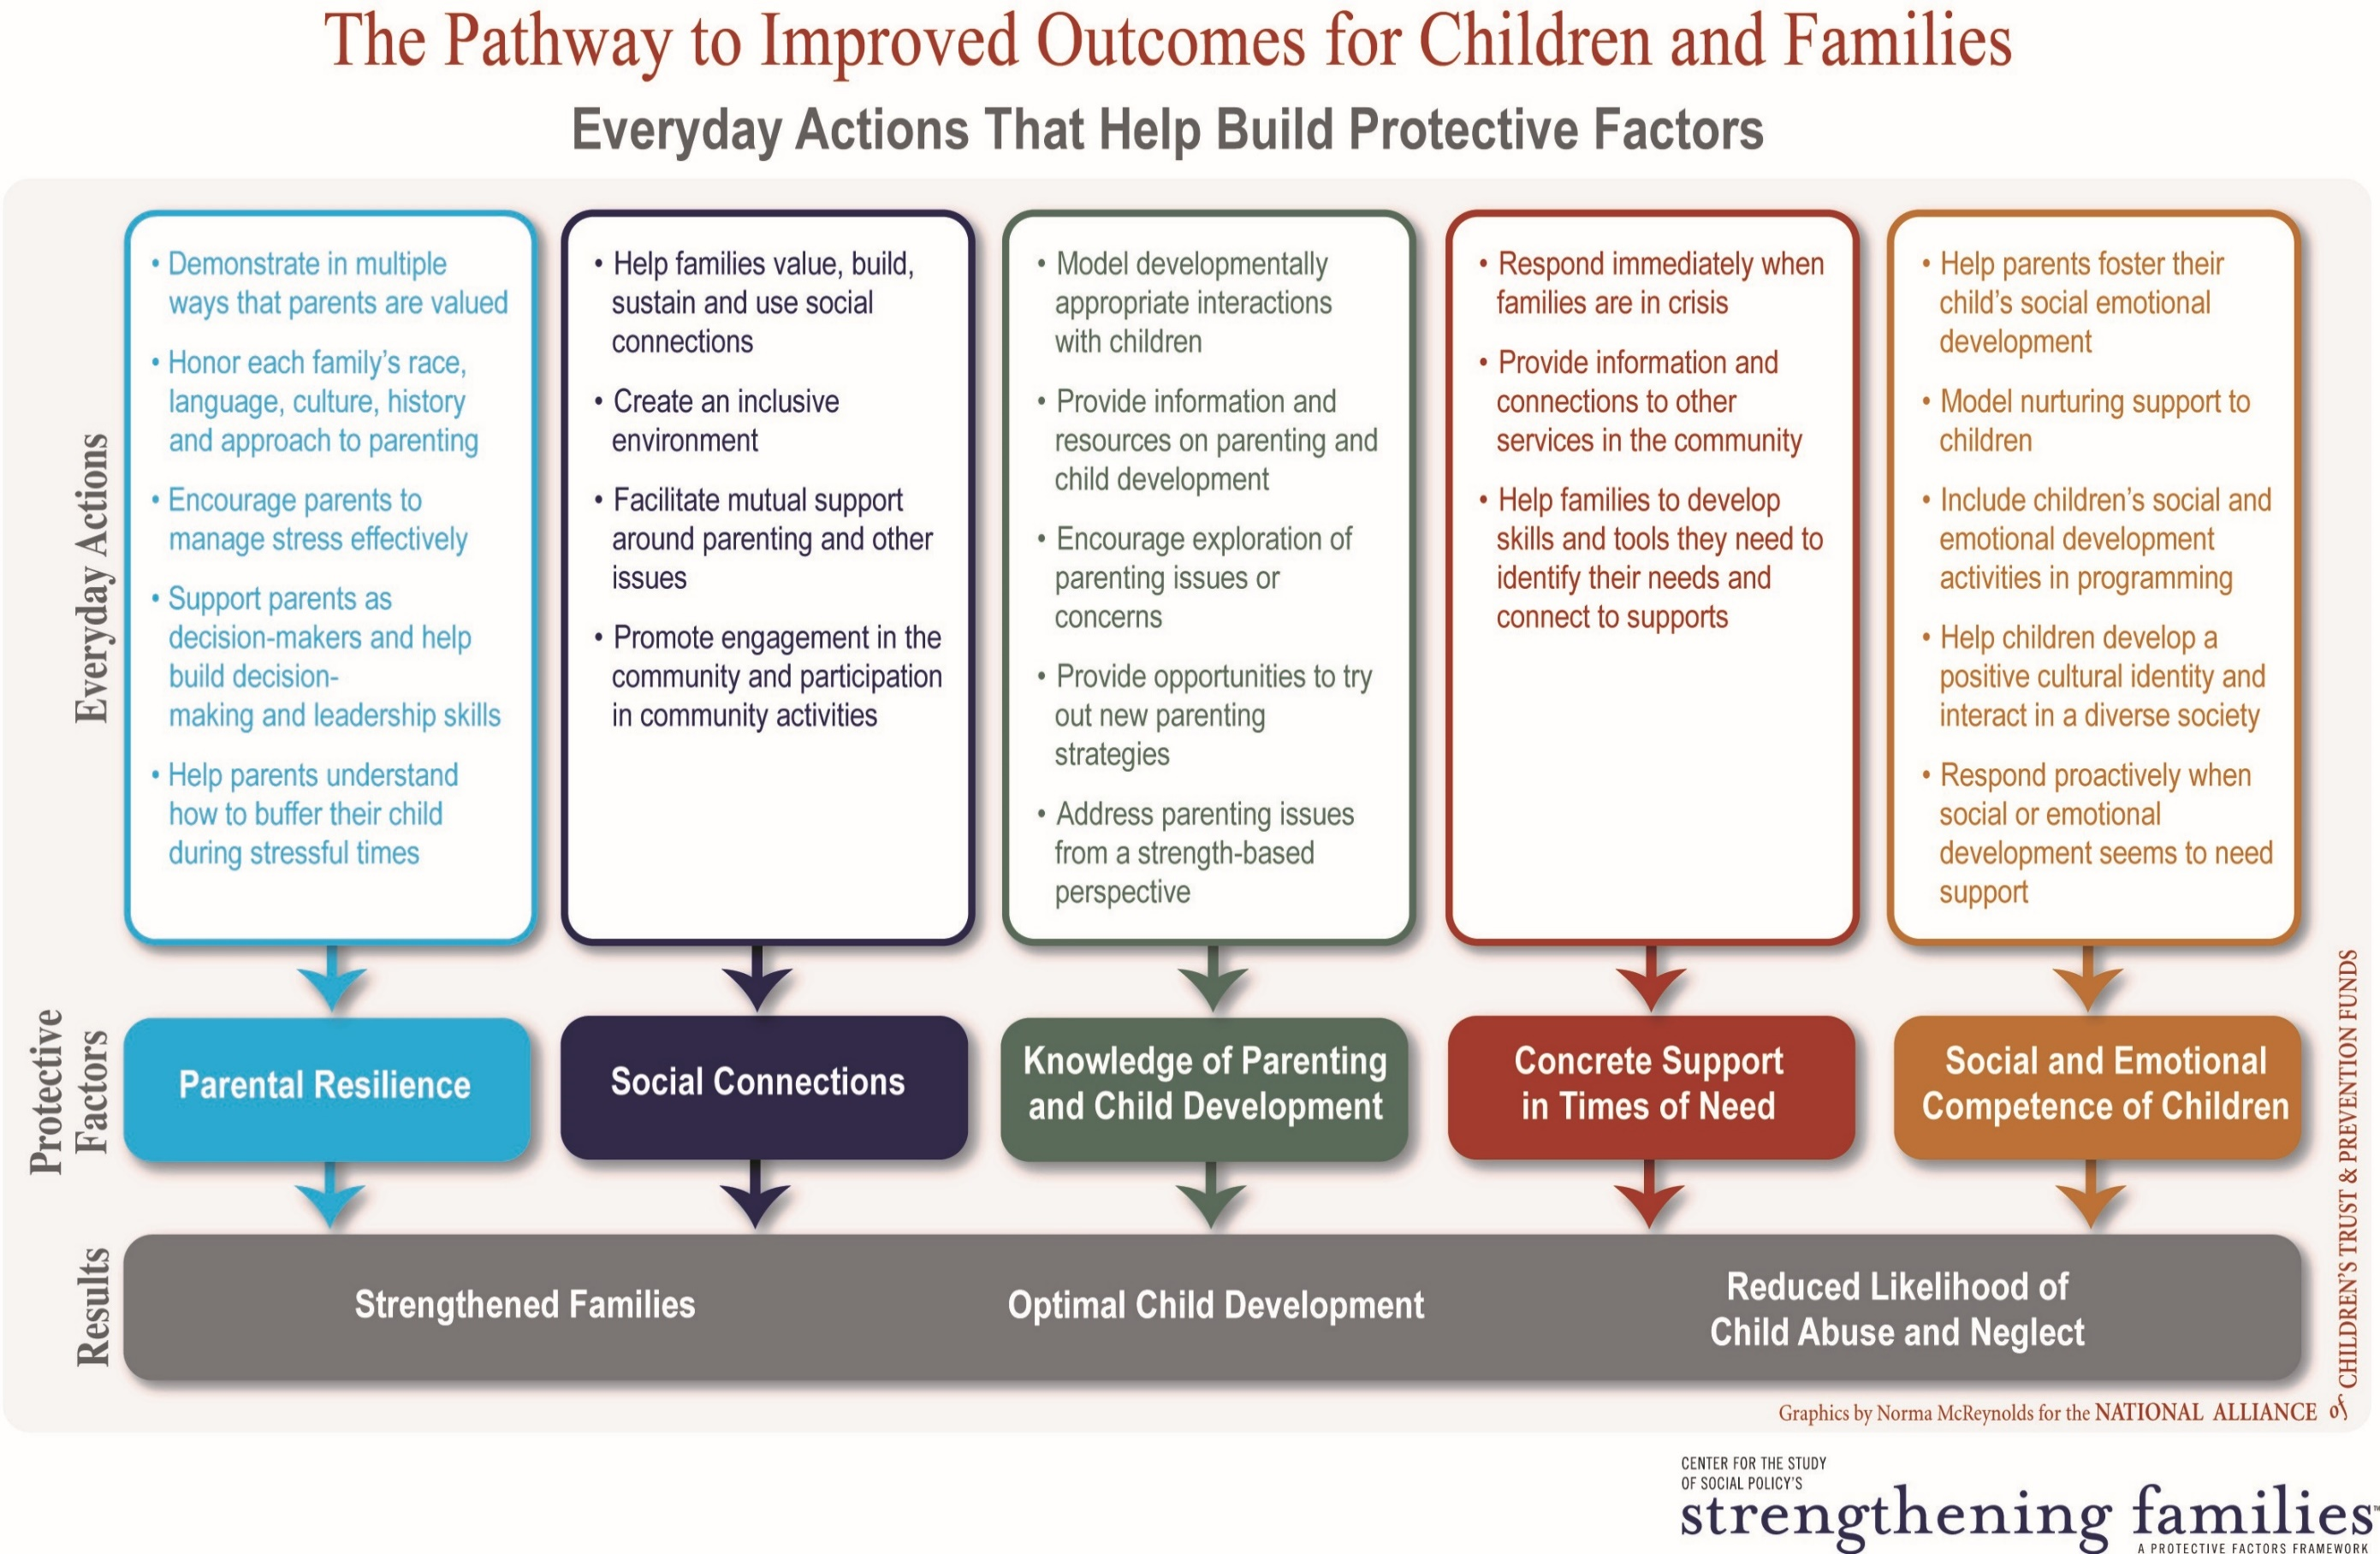 The Pathway to Improved Outcomes for Children and Families
Everyday Actions That Help Build Protective Factors
Everyday Actions
• Demonstrate in multiple
ways that parents are valued
• Honor each family’s race,
language, culture, history
and approach to parenting
• Encourage parents to
manage stress effectively
• Support parents as
decision-makers and help
build decision-
making and leadership skills
• Help parents understand
how to buffer their child
during stressful times
• Help families value, build,
sustain and use social
connections
• Create an inclusive
environment
• Facilitate mutual support
around parenting and other
issues
• Promote engagement in the
community and participation
in community activities
• Model developmentally
appropriate interactions
with children
• Provide information and
resources on parenting and
child development
• Encourage exploration of
parenting issues or
concerns
• Provide opportunities to try
out new parenting
strategies
• Address parenting issues
from a strength-based
perspective
• Respond immediately when
families are in crisis
• Provide information and
connections to other
services in the community
• Help families to develop
skills and tools they need to
identify their needs and
connect to supports
• Help parents foster their
child’s social emotional
development
• Model nurturing support to
children
• Include children’s social and
emotional development
activities in programming
• Help children develop a
positive cultural identity and
interact in a diverse society
• Respond proactively when
social or emotional
development seems to need
support
Protective
Factors
Parental Resilience
Social Connections
Knowledge of Parenting
and Child Development
Concrete Support
in Times of Need
Social and Emotional
Competence of Children
Results
Strengthened Families
Optimal Child Development
Reduced Likelihood of
Child Abuse and Neglect
Graphics by Norma McReynolds for the NATIONAL ALLIANCE of
CHILDREN’S TRUST & PREVENTION FUNDS
CENTER FOR THE STUDY
OF SOCIAL POLICY’S
strengthening families™
A PROTECTIVE FACTORS FRAMEWORK